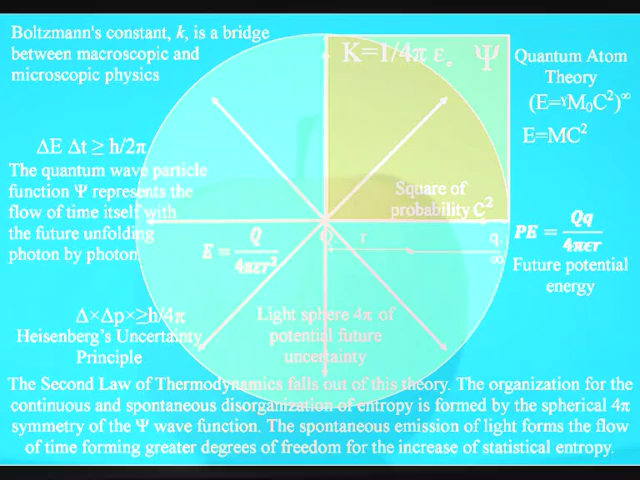 Boltzmann's constant, k, is a bridge
between macroscopic and
microscopic physics
K=1/4π ε。 Ψ
Quantum Atom
Theory
(E=ᵞM₀C²)∞
E=MC²
ΔE Δt ≥ h/2π
The quantum wave particle
function Ψ represents the
flow of time itself with
the future unfolding
photon by photon
Square of
probability C²
E = Q/4πεr²
Q r q.
∞
PE = Qq/4πϵr
Future potential
energy
Δ×Δp×≥h/4π
Heisenberg's Uncertainty
Principle
Light sphere 4π of
potential future
uncertainty
The Second Law of Thermodynamics falls out of this theory. The organization for the
continuous and spontaneous disorganization of entropy is formed by the spherical 4π
symmetry of the Ψ wave function. The spontaneous emission of light forms the flow
of time forming greater degrees of freedom for the increase of statistical entropy.